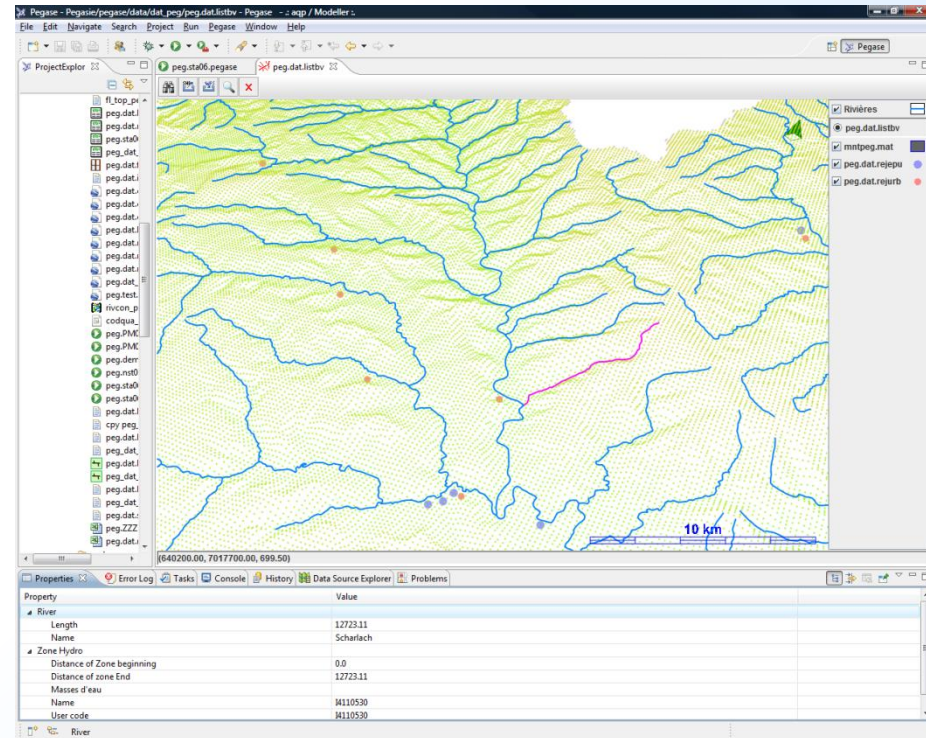 Pegase - Pegasie/pegase/data/dat_peg/peg.dat.listbv - Pegase - .: aqp / Modeller :.
File Edit Navigate Search Project Run Pegase Window Help
Pegase
ProjectExplor
peg.sta06.pegase
peg.dat.listbv
fl_top_pe
peg.dat.l
peg.dat.
peg.sta0
peg_dat_
peg.dat.
peg.dat.
peg.dat.
peg.dat.
peg.dat.
peg.dat.l
peg.dat.
peg.dat.
peg.dat.
peg.dat_
peg.test.
rivcon_p
codqua_
peg.PM
peg.PM
peg.dem
peg.nst0
peg.sta0
peg.sta0
peg.dat.l
cpy peg_
peg.dat.l
peg_dat_
peg.dat.l
peg_dat_
peg.dat.l
peg_dat_
peg.dat.
peg.ZZZ
peg.dat.
Rivières
peg.dat.listbv
mntpeg.mat
peg.dat.rejepu
peg.dat.rejurb
10 km
(640200.00, 7017700.00, 699.50)
Properties Error Log Tasks Console History Data Source Explorer Problems
Property Value
River
Length 12723.11
Name Scharlach
Zone Hydro
Distance of Zone beginning 0.0
Distance of zone End 12723.11
Masses d'eau
Name I4110530
User code I4110530
River